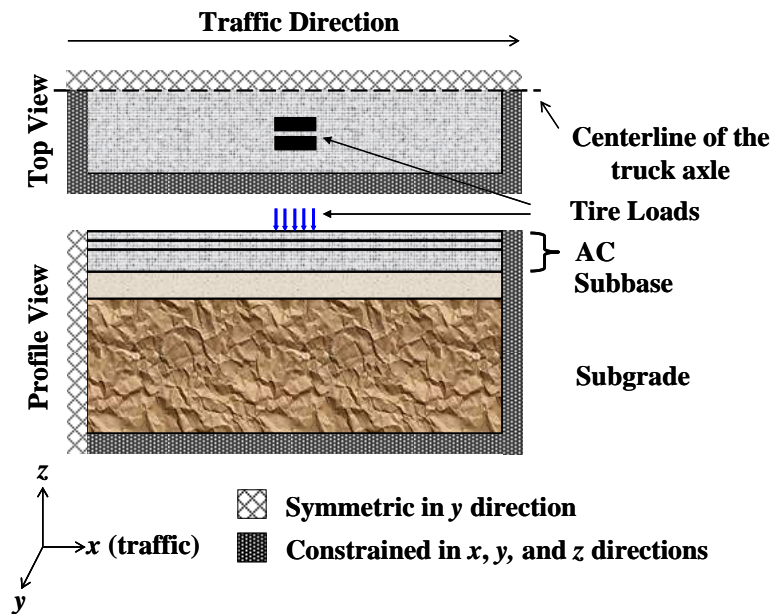 Traffic Direction
Top View
Centerline of the
truck axle
Tire Loads
AC
Subbase
Profile View
Subgrade
z
x (traffic)
y
Symmetric in y direction
Constrained in x, y, and z directions